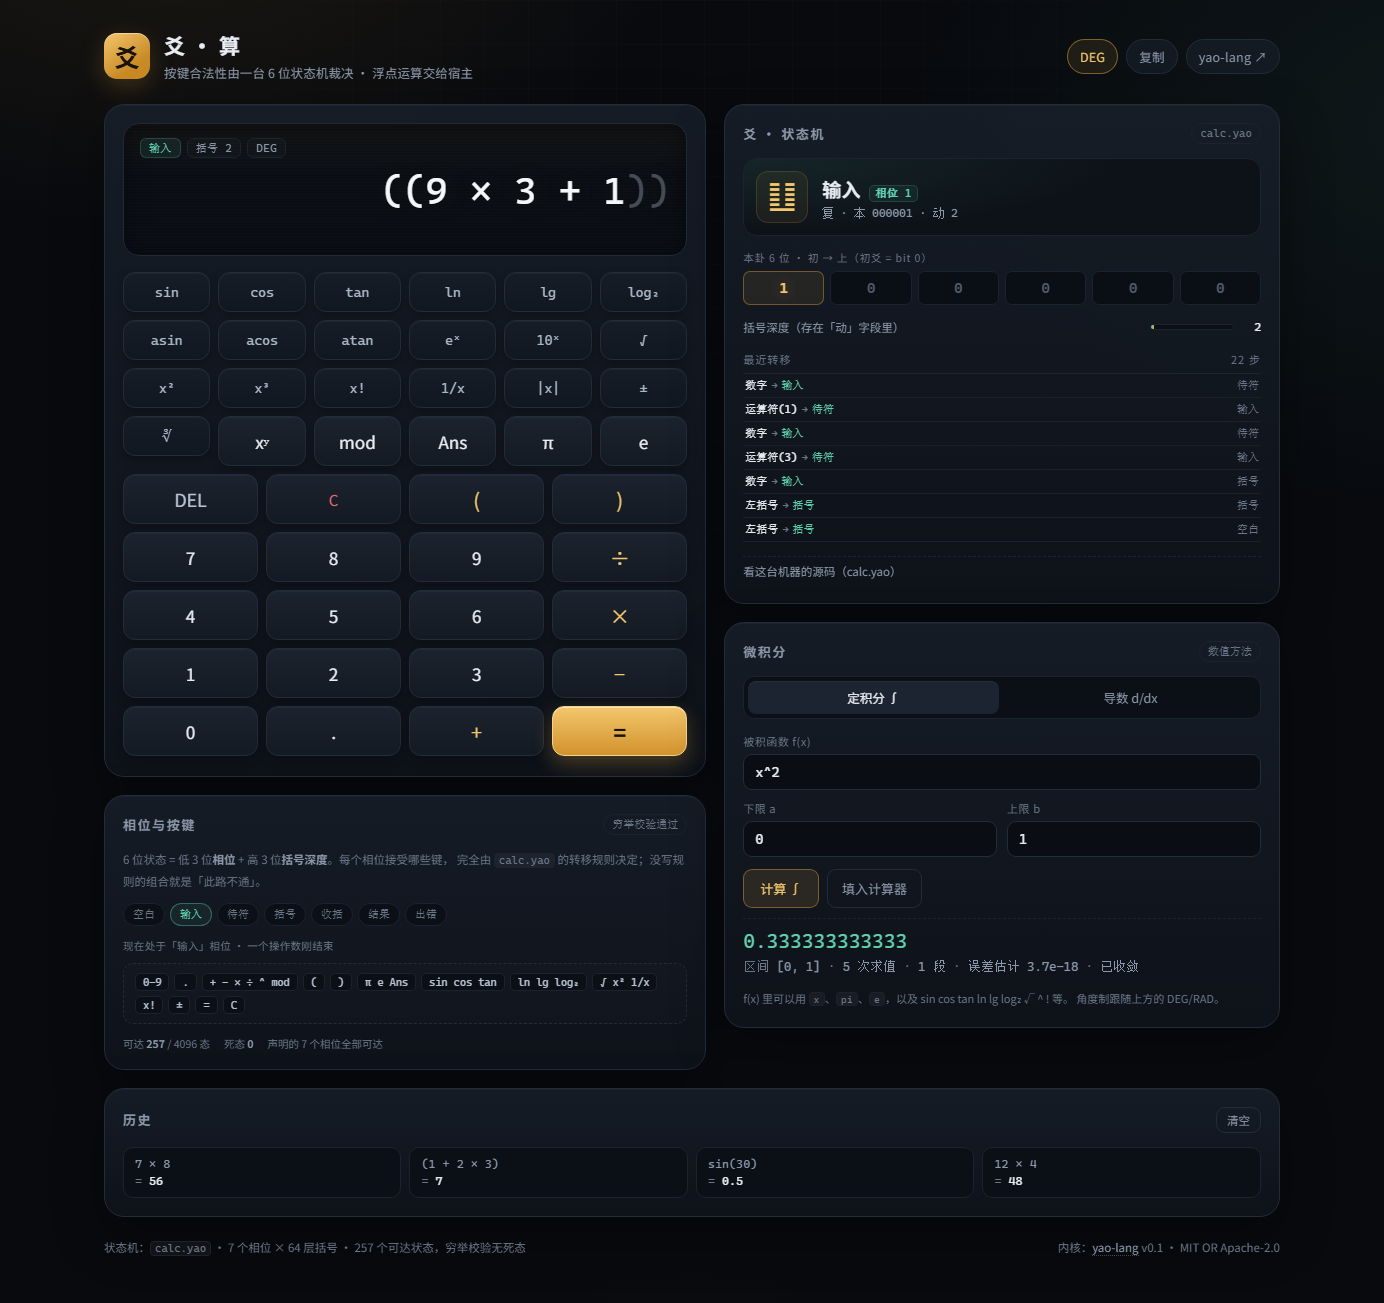 爻
爻・算
按键合法性由一台 6 位状态机裁决 · 浮点运算交给宿主
DEG
复制
yao-lang ↗
输入
括号 2
DEG
((9 × 3 + 1))
sin
cos
tan
ln
lg
log₂
asin
acos
atan
eˣ
10ˣ
√
x²
x³
x!
1/x
|x|
±
∛
xʸ
mod
Ans
π
e
DEL
C
(
)
7
8
9
÷
4
5
6
×
1
2
3
−
0
.
+
=
爻 · 状态机
calc.yao
输入 相位 1
复 · 本 000001 · 动 2
本卦 6 位 · 初 → 上（初爻 = bit 0）
1
0
0
0
0
0
括号深度（存在「动」字段里）
2
最近转移
22 步
数字 → 输入
待符
运算符(1) → 待符
输入
数字 → 输入
待符
运算符(3) → 待符
输入
数字 → 输入
括号
左括号 → 括号
括号
左括号 → 括号
空白
看这台机器的源码（calc.yao）
微积分
数值方法
定积分 ∫
导数 d/dx
被积函数 f(x)
x^2
下限 a
上限 b
0
1
计算 ∫
填入计算器
0.333333333333
区间 [0, 1] · 5 次求值 · 1 段 · 误差估计 3.7e−18 · 已收敛
f(x) 里可以用 x、pi、e，以及 sin cos tan ln lg log₂ √ ^ ! 等。 角度制跟随上方的 DEG/RAD。
相位与按键
穷举校验通过
6 位状态 = 低 3 位相位 + 高 3 位括号深度。每个相位接受哪些键， 完全由 calc.yao 的转移规则决定；没写规
则的组合就是「此路不通」。
空白
输入
待符
括号
收括
结果
出错
现在处于「输入」相位 · 一个操作数刚结束
0–9 . + − × ÷ ^ mod ( ) π e Ans sin cos tan ln lg log₂ √ x² 1/x
x! ± = C
可达 257 / 4096 态 死态 0 声明的 7 个相位全部可达
历史
清空
7 × 8
= 56
(1 + 2 × 3)
= 7
sin(30)
= 0.5
12 × 4
= 48
状态机： calc.yao · 7 个相位 × 64 层括号 · 257 个可达状态，穷举校验无死态
内核：yao-lang v0.1 · MIT OR Apache-2.0